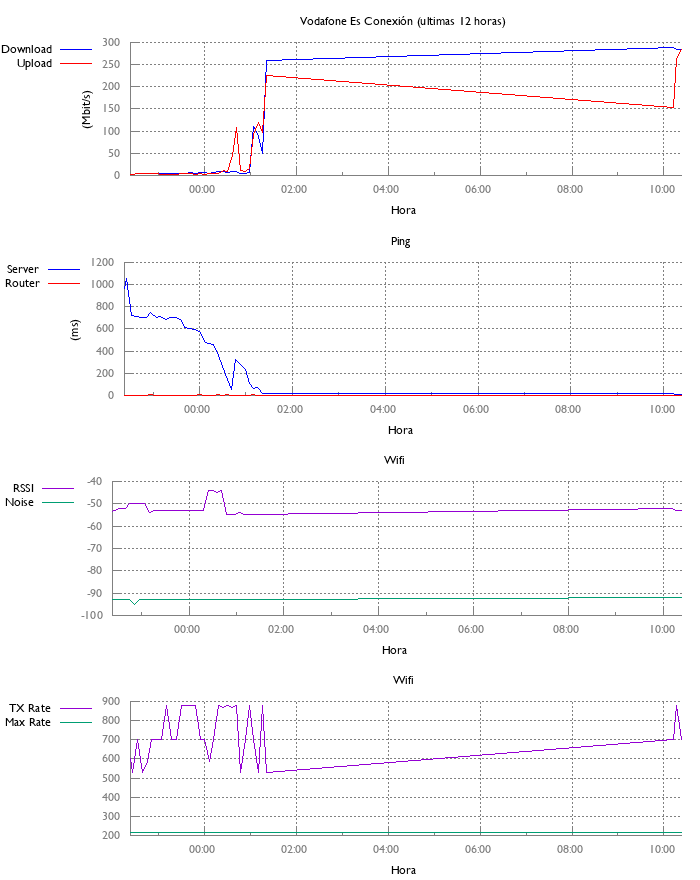 Vodafone Es Conexión (ultimas 12 horas)
Download
Upload
300
250
200
150
100
50
0
(Mbit/s)
00:00 02:00 04:00 06:00 08:00 10:00
Hora
Ping
Server
Router
1200
1000
800
600
400
200
0
(ms)
00:00 02:00 04:00 06:00 08:00 10:00
Hora
Wifi
RSSI
Noise
-40
-50
-60
-70
-80
-90
-100
00:00 02:00 04:00 06:00 08:00 10:00
Hora
Wifi
TX Rate
Max Rate
900
800
700
600
500
400
300
200
00:00 02:00 04:00 06:00 08:00 10:00
Hora